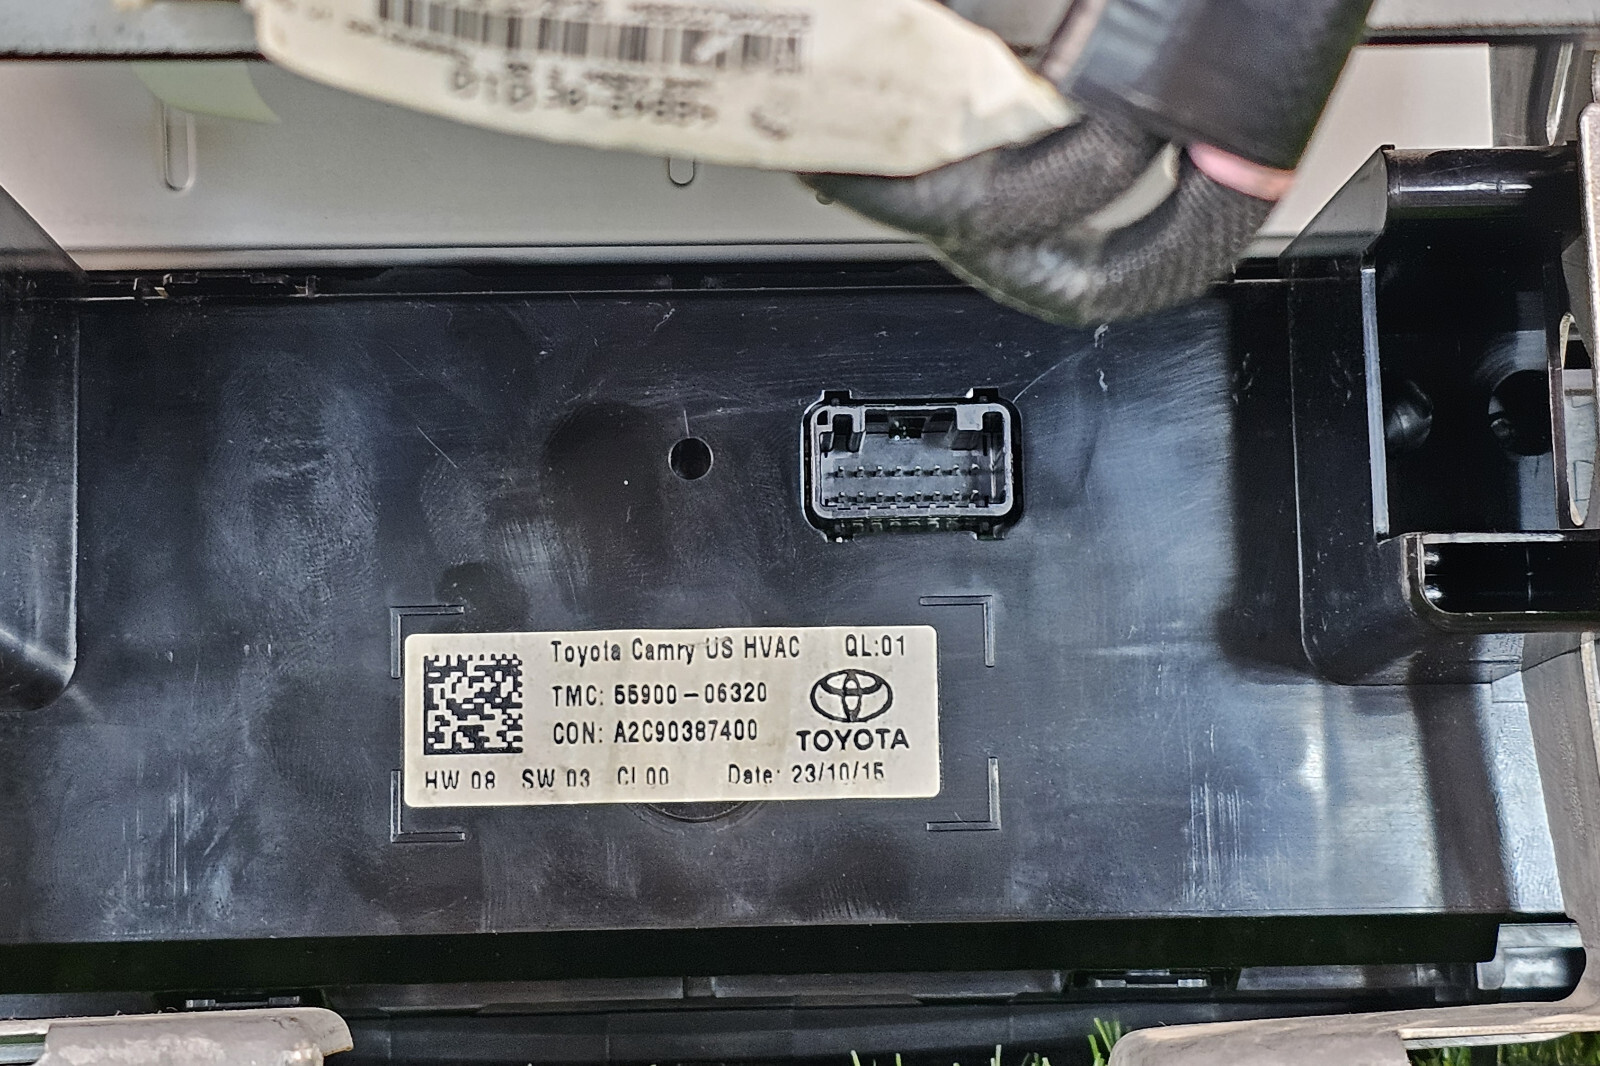 Toyota Camry US HVAC QL:01
TMC: 55900-06320
CON: A2C90387400
TOYOTA
HW 08 SW 03 CI 00 Date: 23/10/15